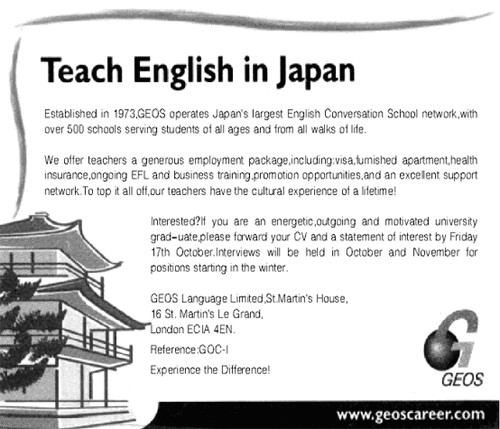 Teach English in Japan
Established in 1973,GEOS operates Japan's largest English Conversation School network,with
over 500 schools serving students of all ages and from all walks of life.
We offer teachers a generous employment package,including:visa,furnished apartment,health
insurance,ongoing EFL and business training,promotion opportunities,and an excellent support
network.To top it all off,our teachers have the cultural experience of a lifetime!
Interested?If you are an energetic,outgoing and motivated university
grad-uate,please forward your CV and a statement of interest by Friday
17th October.Interviews will be held in October and November for
positions starting in the winter.
GEOS Language Limited,St.Martin's House,
16 St. Martin's Le Grand,
London ECIA 4EN.
Reference:GOC-I
Experience the Difference!
G
GEOS
www.geoscareer.com